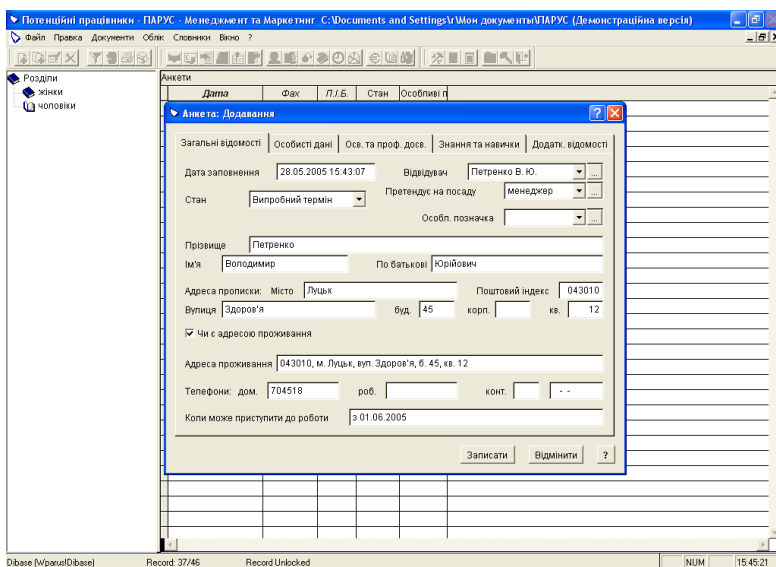 Потенційні працівники - ПАРУС - Менеджмент та Маркетинг C:\Documents and Settings\r\Мои документы\ПАРУС (Демонстраційна версія)
Файл Правка Документи Облік Словники Вікно ?
Розділи
жінки
чоловіки
Анкети
Дата Фах П.І.Б. Стан Особливі п
Анкета: Додавання
Загальні відомості Особисті дані Осв. та проф. досв. Знання та навички Додатк. відомості
Дата заповнення 28.05.2005 15:43:07 Відвідувач Петренко В. Ю. ...
Претендує на посаду менеджер ...
Стан Випробний термін
Особл. позначка ...
Прізвище Петренко
Ім'я Володимир По батькові Юрійович
Адреса прописки: Місто Луцьк Поштовий індекс 043010
Вулиця Здоров'я буд. 45 корп. кв. 12
Чи є адресою проживання
Адреса проживання 043010, м. Луцьк, вул. Здоров'я, б. 45, кв. 12
Телефони: дом. 704518 роб. конт. - -
Коли може приступити до роботи з 01.06.2005
Записати Відмінити ?
Dibase (Wparus!Dibase) Record: 37/46 Record Unlocked NUM 15:45:21